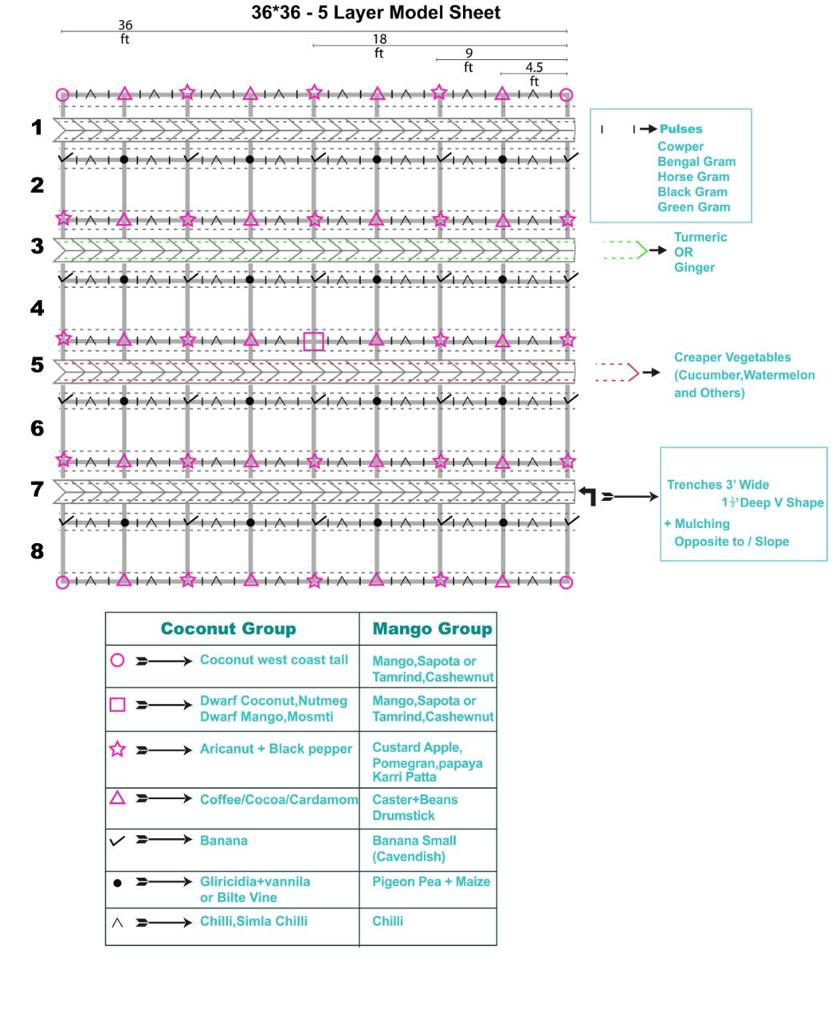 36*36 - 5 Layer Model Sheet
36
ft
18
ft
9
ft
4.5
ft
1
2
3
4
5
6
7
8
Pulses
Cowper
Bengal Gram
Horse Gram
Black Gram
Green Gram
Turmeric
OR
Ginger
Creaper Vegetables
(Cucumber,Watermelon
and Others)
Trenches 3' Wide
1½' Deep V Shape
+ Mulching
Opposite to / Slope
Coconut Group
Mango Group
Coconut west coast tall
Mango,Sapota or
Tamrind,Cashewnut
Dwarf Coconut,Nutmeg
Dwarf Mango,Mosmti
Mango,Sapota or
Tamrind,Cashewnut
Aricanut + Black pepper
Custard Apple,
Pomegran,papaya
Karri Patta
Coffee/Cocoa/Cardamom
Caster+Beans
Drumstick
Banana
Banana Small
(Cavendish)
Gliricidia+vannila
or Bilte Vine
Pigeon Pea + Maize
Chilli,Simla Chilli
Chilli